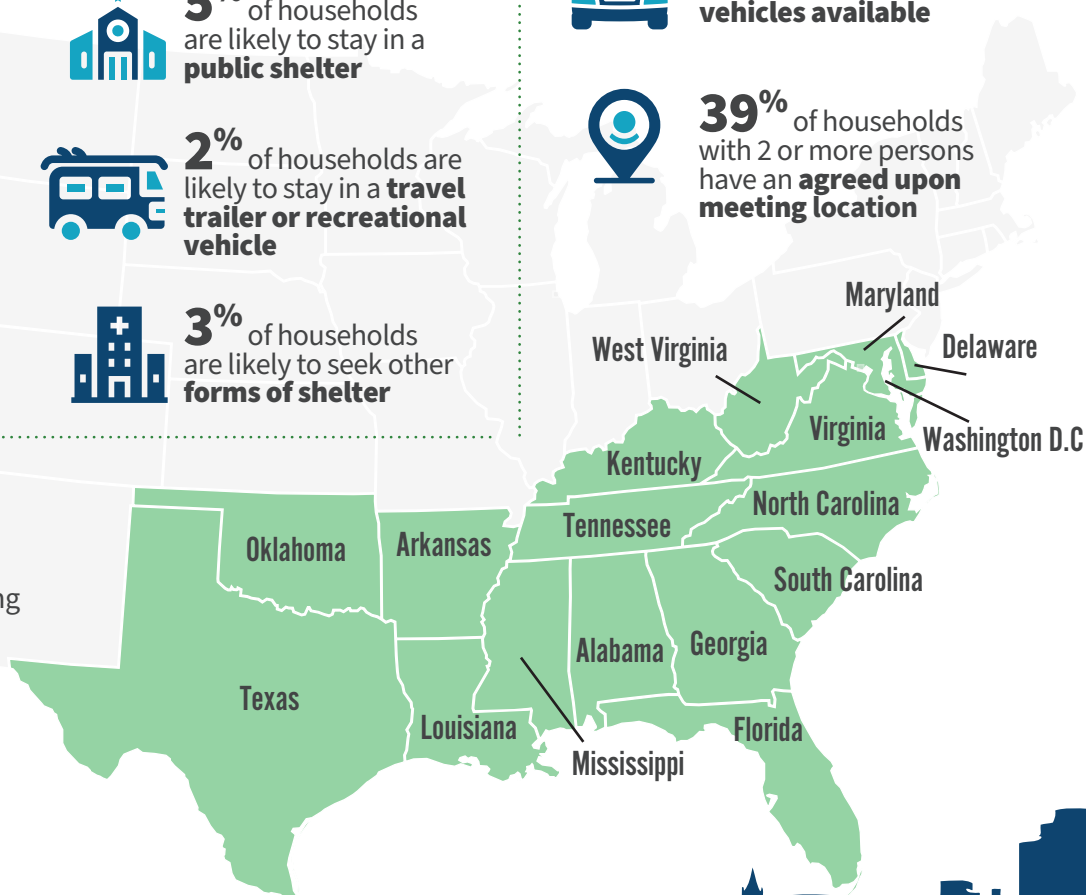 5% of households
are likely to stay in a
public shelter
2% of households are
likely to stay in a travel
trailer or recreational
vehicle
3% of households
are likely to seek other
forms of shelter
vehicles available
39% of households
with 2 or more persons
have an agreed upon
meeting location
Maryland
West Virginia
Delaware
Virginia
Washington D.C
Kentucky
North Carolina
Tennessee
Oklahoma
Arkansas
South Carolina
ng
Alabama
Georgia
Texas
Louisiana
Florida
Mississippi